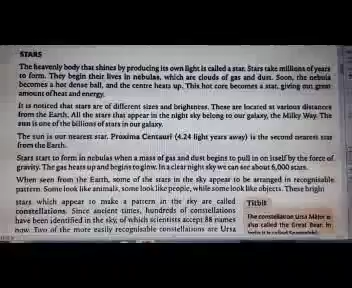 STARS
The heavenly body that shines by producing its own light is called a star. Stars take millions of years
to form. They begin their lives in nebulas, which are clouds of gas and dust. Soon, the nebula
becomes a hot dense ball, and the centre heats up. This hot core becomes a star, giving out great
amount of heat and energy.
It is noticed that stars are of different sizes and brightness. These are located at various distances
from the Earth. All the stars that appear in the night sky belong to our galaxy, the Milky Way. The
sun is one of the billions of stars in our galaxy.
The sun is our nearest star. Proxima Centauri (4.24 light years away) is the second nearest star
from the Earth.
Stars start to form in nebulas when a mass of gas and dust begins to pull in on itself by the force of
gravity. The gas heats up and begins to glow. In a clear night sky we can see about 6,000 stars.
When seen from the Earth, some of the stars in the sky appear to be arranged in recognisable
pattern. Some look like animals, some look like people, while some look like objects. These bright
stars which appear to make a pattern in the sky are called
constellations. Since ancient times, hundreds of constellations
have been identified in the sky, of which scientists accept 88 names
now. Two of the more easily recognisable constellations are Ursa
Titbit
The constellation Ursa Major is
also called the Great Bear. In